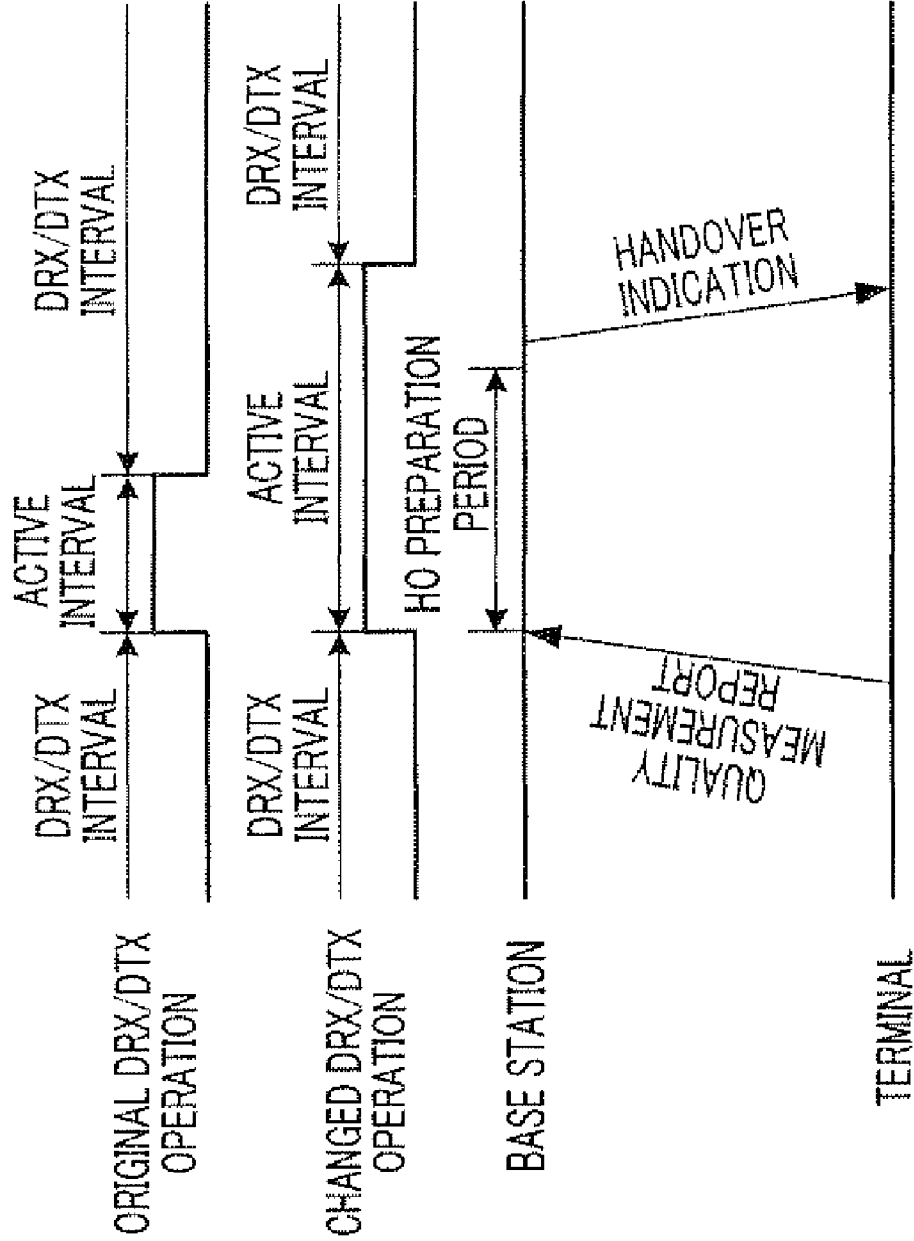 ORIGINAL DRX/DTX
OPERATION
DRX/DTX
INTERVAL
ACTIVE
INTERVAL
DRX/DTX
INTERVAL
CHANGED DRX/DTX
OPERATION
DRX/DTX
INTERVAL
ACTIVE
INTERVAL
DRX/DTX
INTERVAL
BASE STATION
HO PREPARATION
PERIOD
QUALITY
MEASUREMENT
REPORT
HANDOVER
INDICATION
TERMINAL